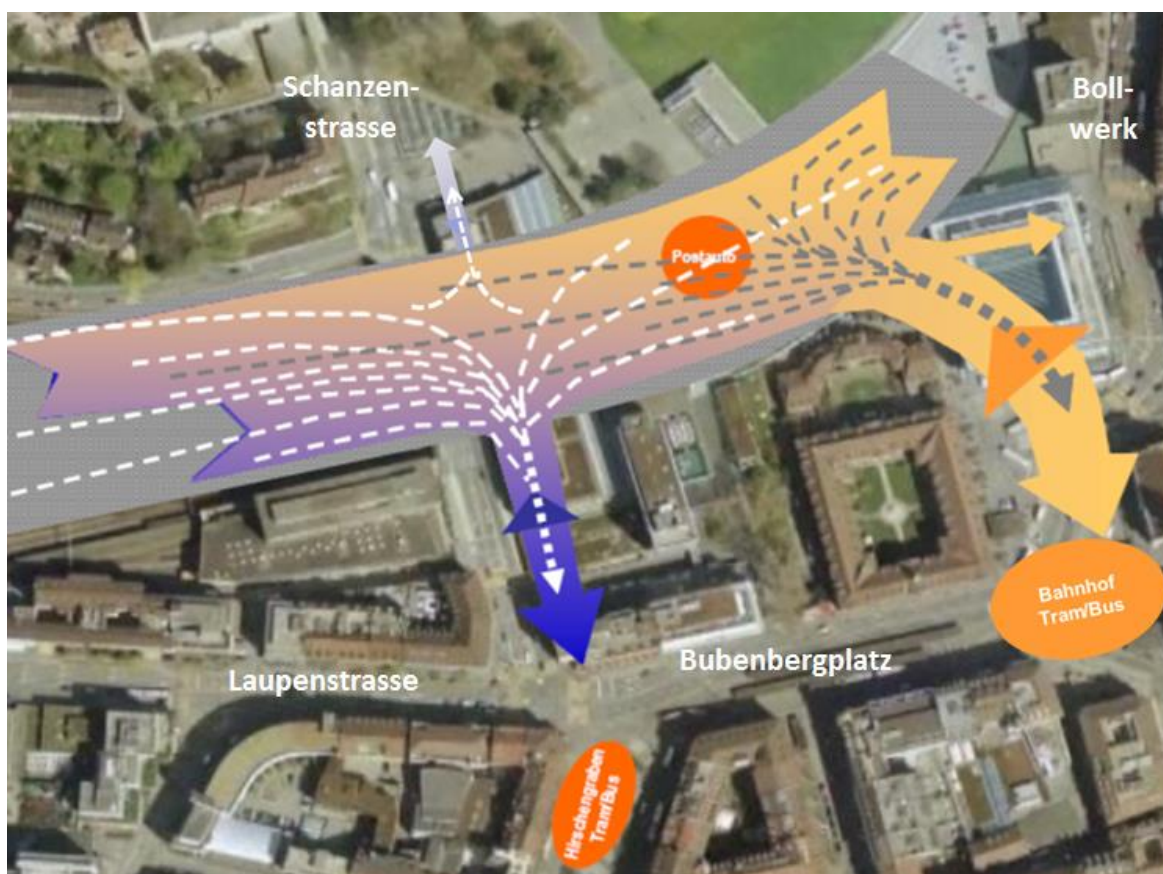 Schanzen-
strasse
Boll-
werk
Postauto
Bahnhof
Tram/Bus
Bubenbergplatz
Laupenstrasse
Hirschengraben
Tram/Bus